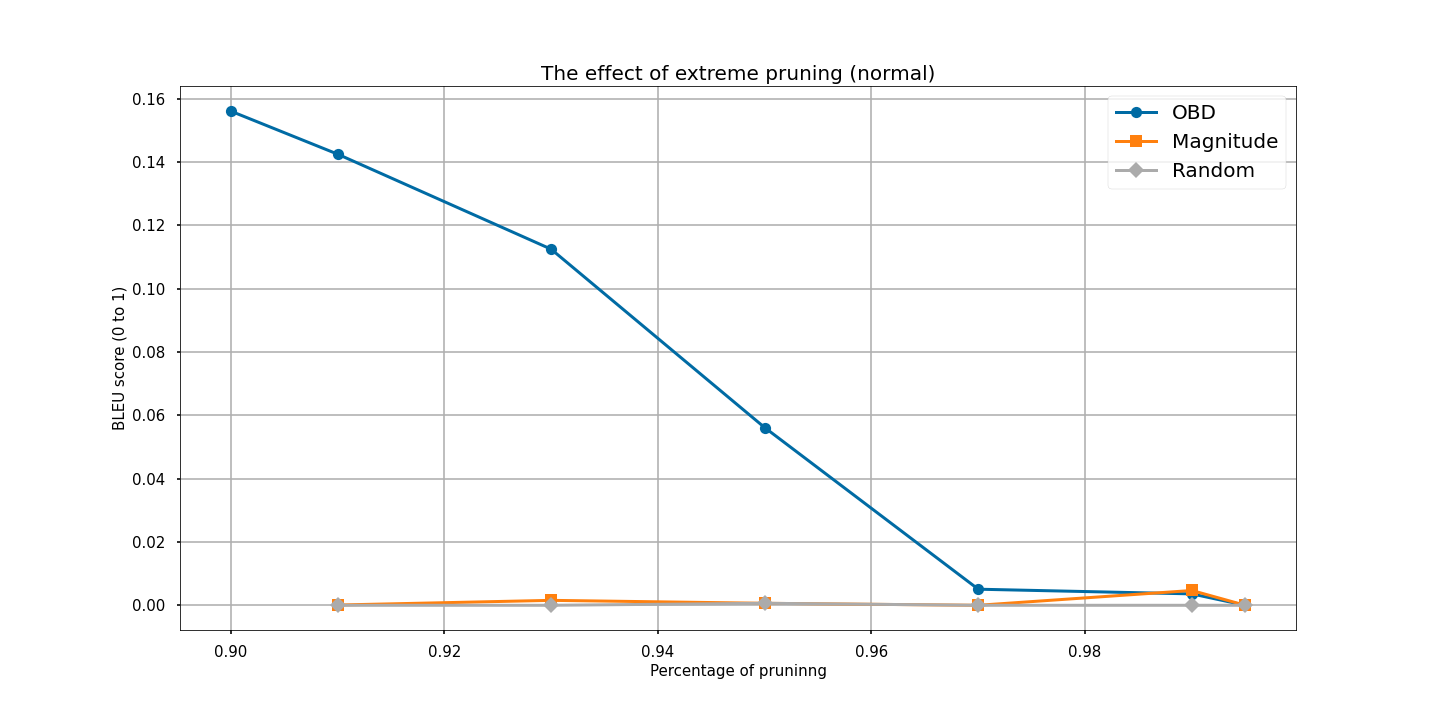 The effect of extreme pruning (normal)
OBD
Magnitude
Random
BLEU score (0 to 1)
0.16
0.14
0.12
0.10
0.08
0.06
0.04
0.02
0.00
0.90
0.92
0.94
0.96
0.98
Percentage of pruninng